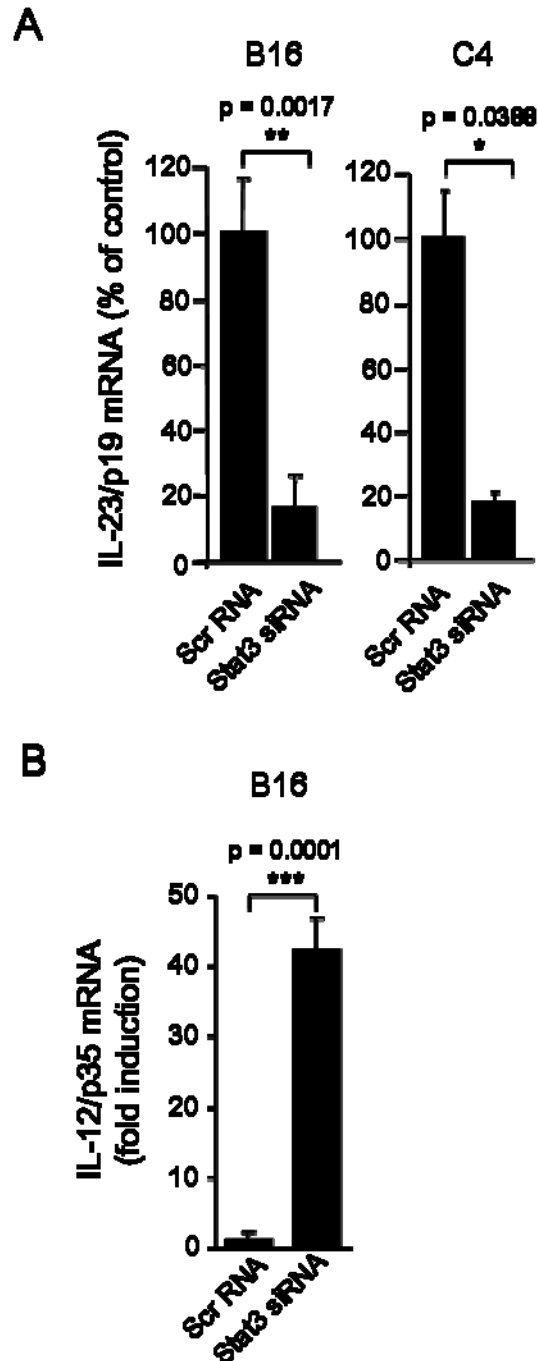 A
B16
C4
p = 0.0017
**
p = 0.0388
*
IL-23/p19 mRNA (% of control)
120
100
80
60
40
20
0
120
100
80
60
40
20
0
Scr RNA
Stat3 siRNA
Scr RNA
Stat3 siRNA
B
B16
p = 0.0001
***
IL-12/p35 mRNA
(fold induction)
50
40
30
20
10
0
Scr RNA
Stat3 siRNA